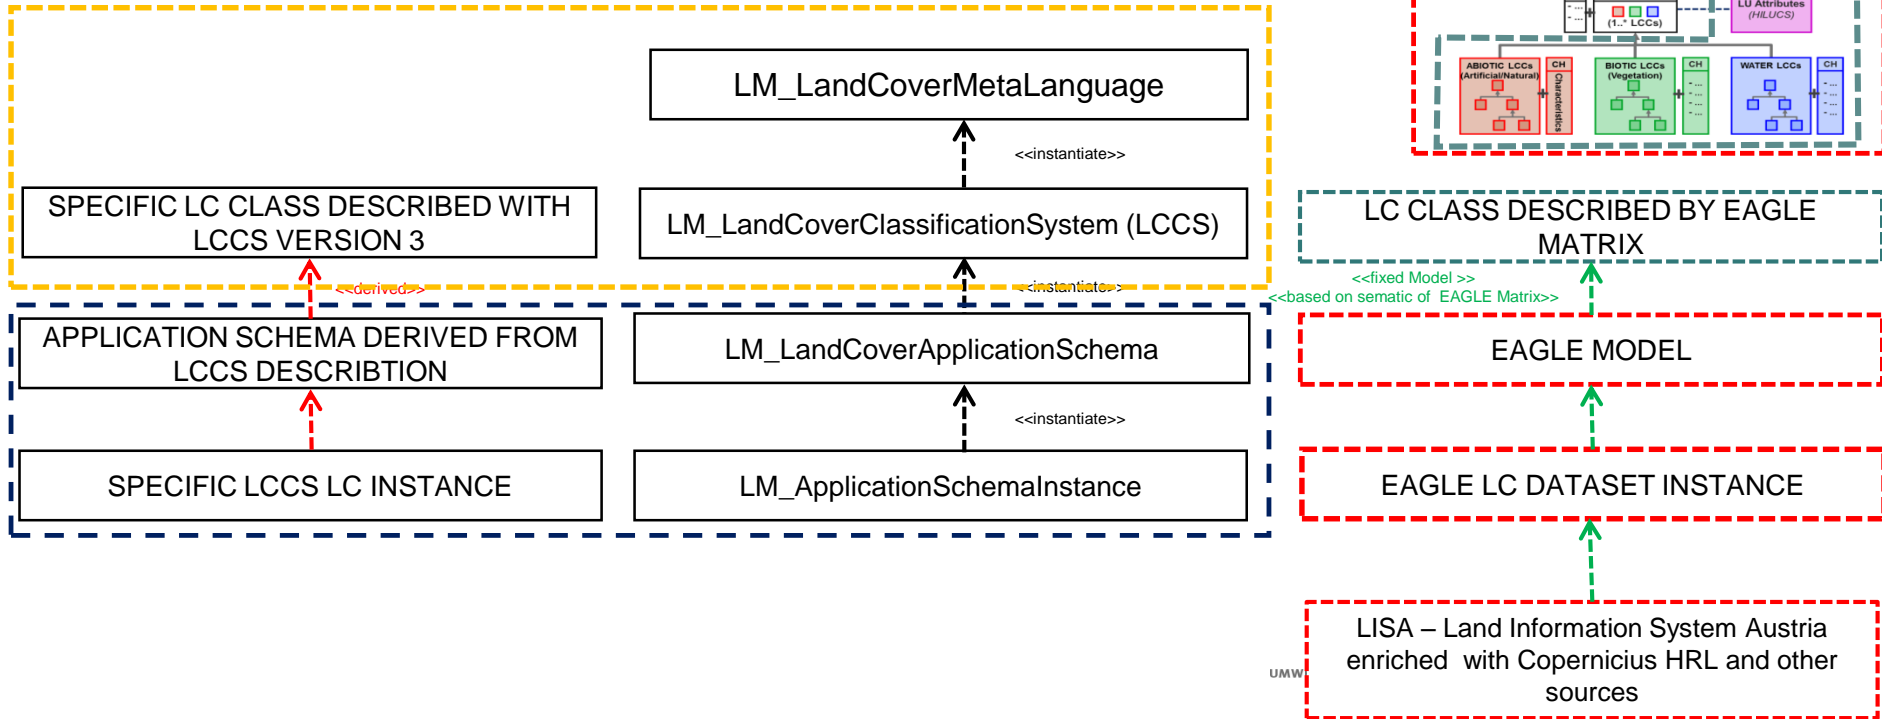 - ...
- ...
+
(1..* LCCs)
LU Attributes
(HILUCS)
ABIOTIC LCCs
(Artificial/Natural)
+
CH
Characteristics
BIOTIC LCCs
(Vegetation)
+
CH
- ...
- ...
- ...
- ...
WATER LCCs
+
CH
- ...
- ...
- ...
- ...
LM_LandCoverMetaLanguage
<<instantiate>>
SPECIFIC LC CLASS DESCRIBED WITH
LCCS VERSION 3
LM_LandCoverClassificationSystem (LCCS)
LC CLASS DESCRIBED BY EAGLE
MATRIX
<<derived>>
<<instantiate>>
<<fixed Model >>
<<based on sematic of  EAGLE Matrix>>
APPLICATION SCHEMA DERIVED FROM
LCCS DESCRIBTION
LM_LandCoverApplicationSchema
EAGLE MODEL
<<instantiate>>
SPECIFIC LCCS LC INSTANCE
LM_ApplicationSchemaInstance
EAGLE LC DATASET INSTANCE
LISA – Land Information System Austria
enriched  with Copernicius HRL and other
sources
UMW